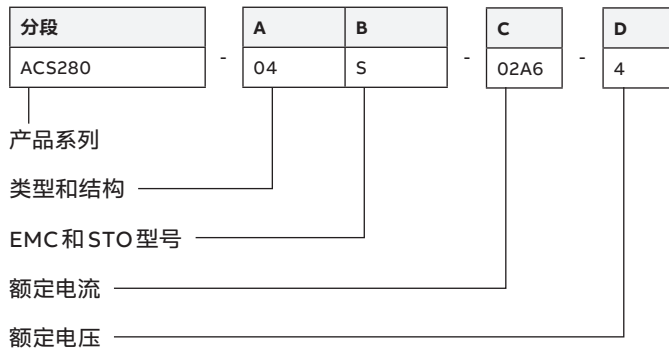 分段 A B C D
ACS280 - 04 S - 02A6 - 4
产品系列
类型和结构
EMC和STO型号
额定电流
额定电压